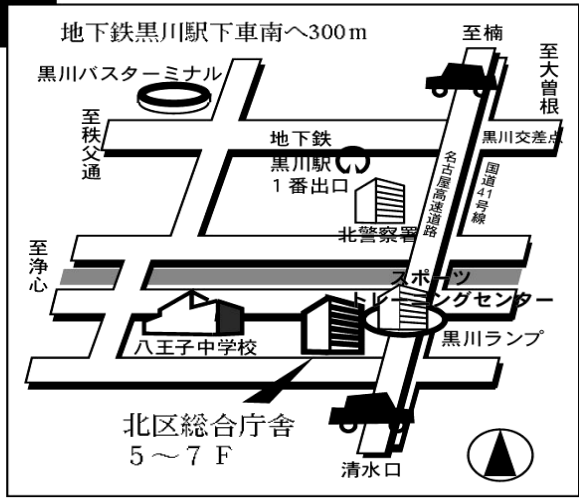 地下鉄黒川駅下車南へ300m
至楠
至大曽根
黒川バスターミナル
至秩父通
地下鉄
黒川駅
1番出口
黒川交差点
名古屋高速道路
国道41号線
北警察署
至浄心
スポーツ
トレーニングセンター
黒川ランプ
八王子中学校
北区総合庁舎
5～7F
清水口